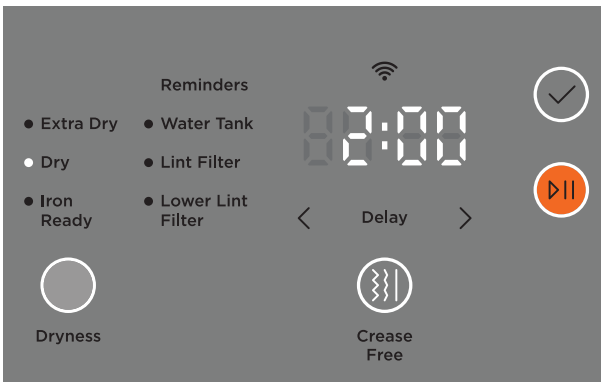 Reminders
Extra Dry
Water Tank
2:00
Dry
Lint Filter
Iron
Ready
Lower Lint
Filter
Delay
Dryness
Crease
Free